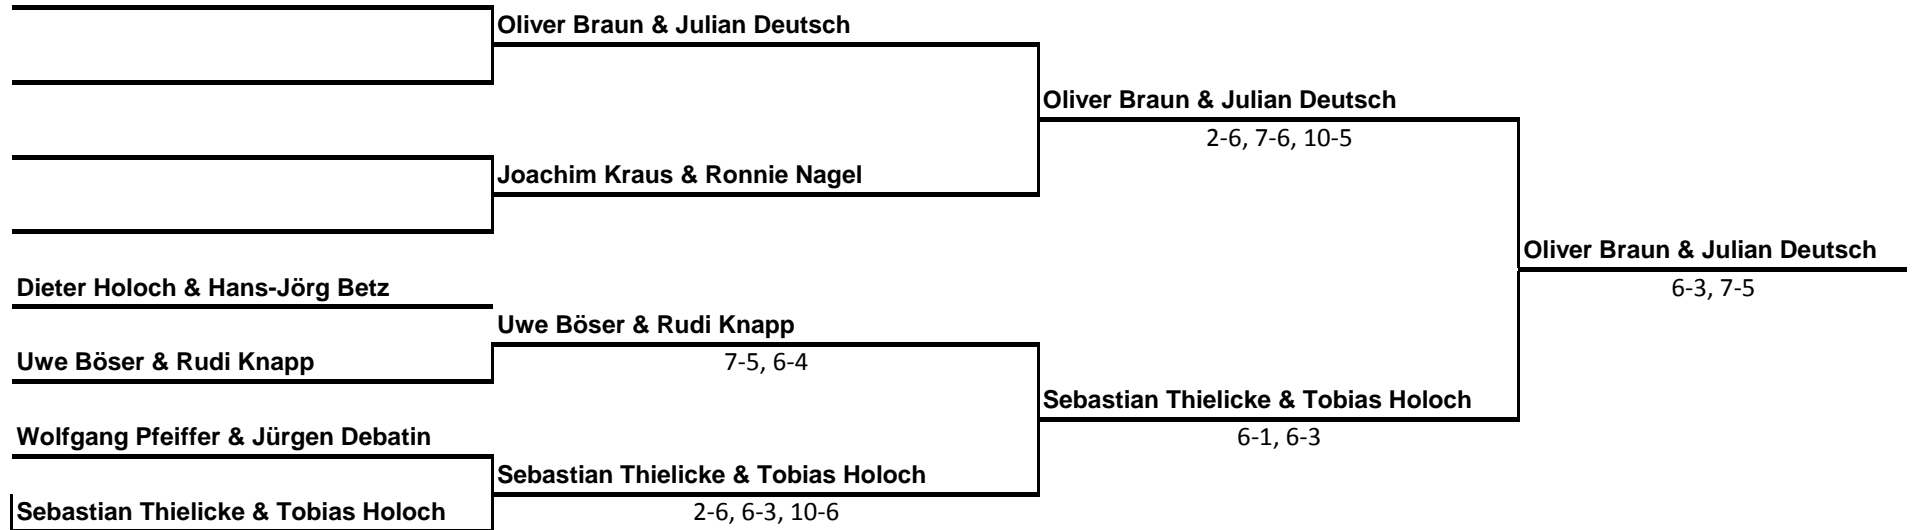 Oliver Braun & Julian Deutsch
Oliver Braun & Julian Deutsch
2-6, 7-6, 10-5
Joachim Kraus & Ronnie Nagel
Oliver Braun & Julian Deutsch
6-3, 7-5
Dieter Holoch & Hans-Jörg Betz
Uwe Böser & Rudi Knapp
7-5, 6-4
Uwe Böser & Rudi Knapp
Sebastian Thielicke & Tobias Holoch
6-1, 6-3
Wolfgang Pfeiffer & Jürgen Debatin
Sebastian Thielicke & Tobias Holoch
2-6, 6-3, 10-6
Sebastian Thielicke & Tobias Holoch